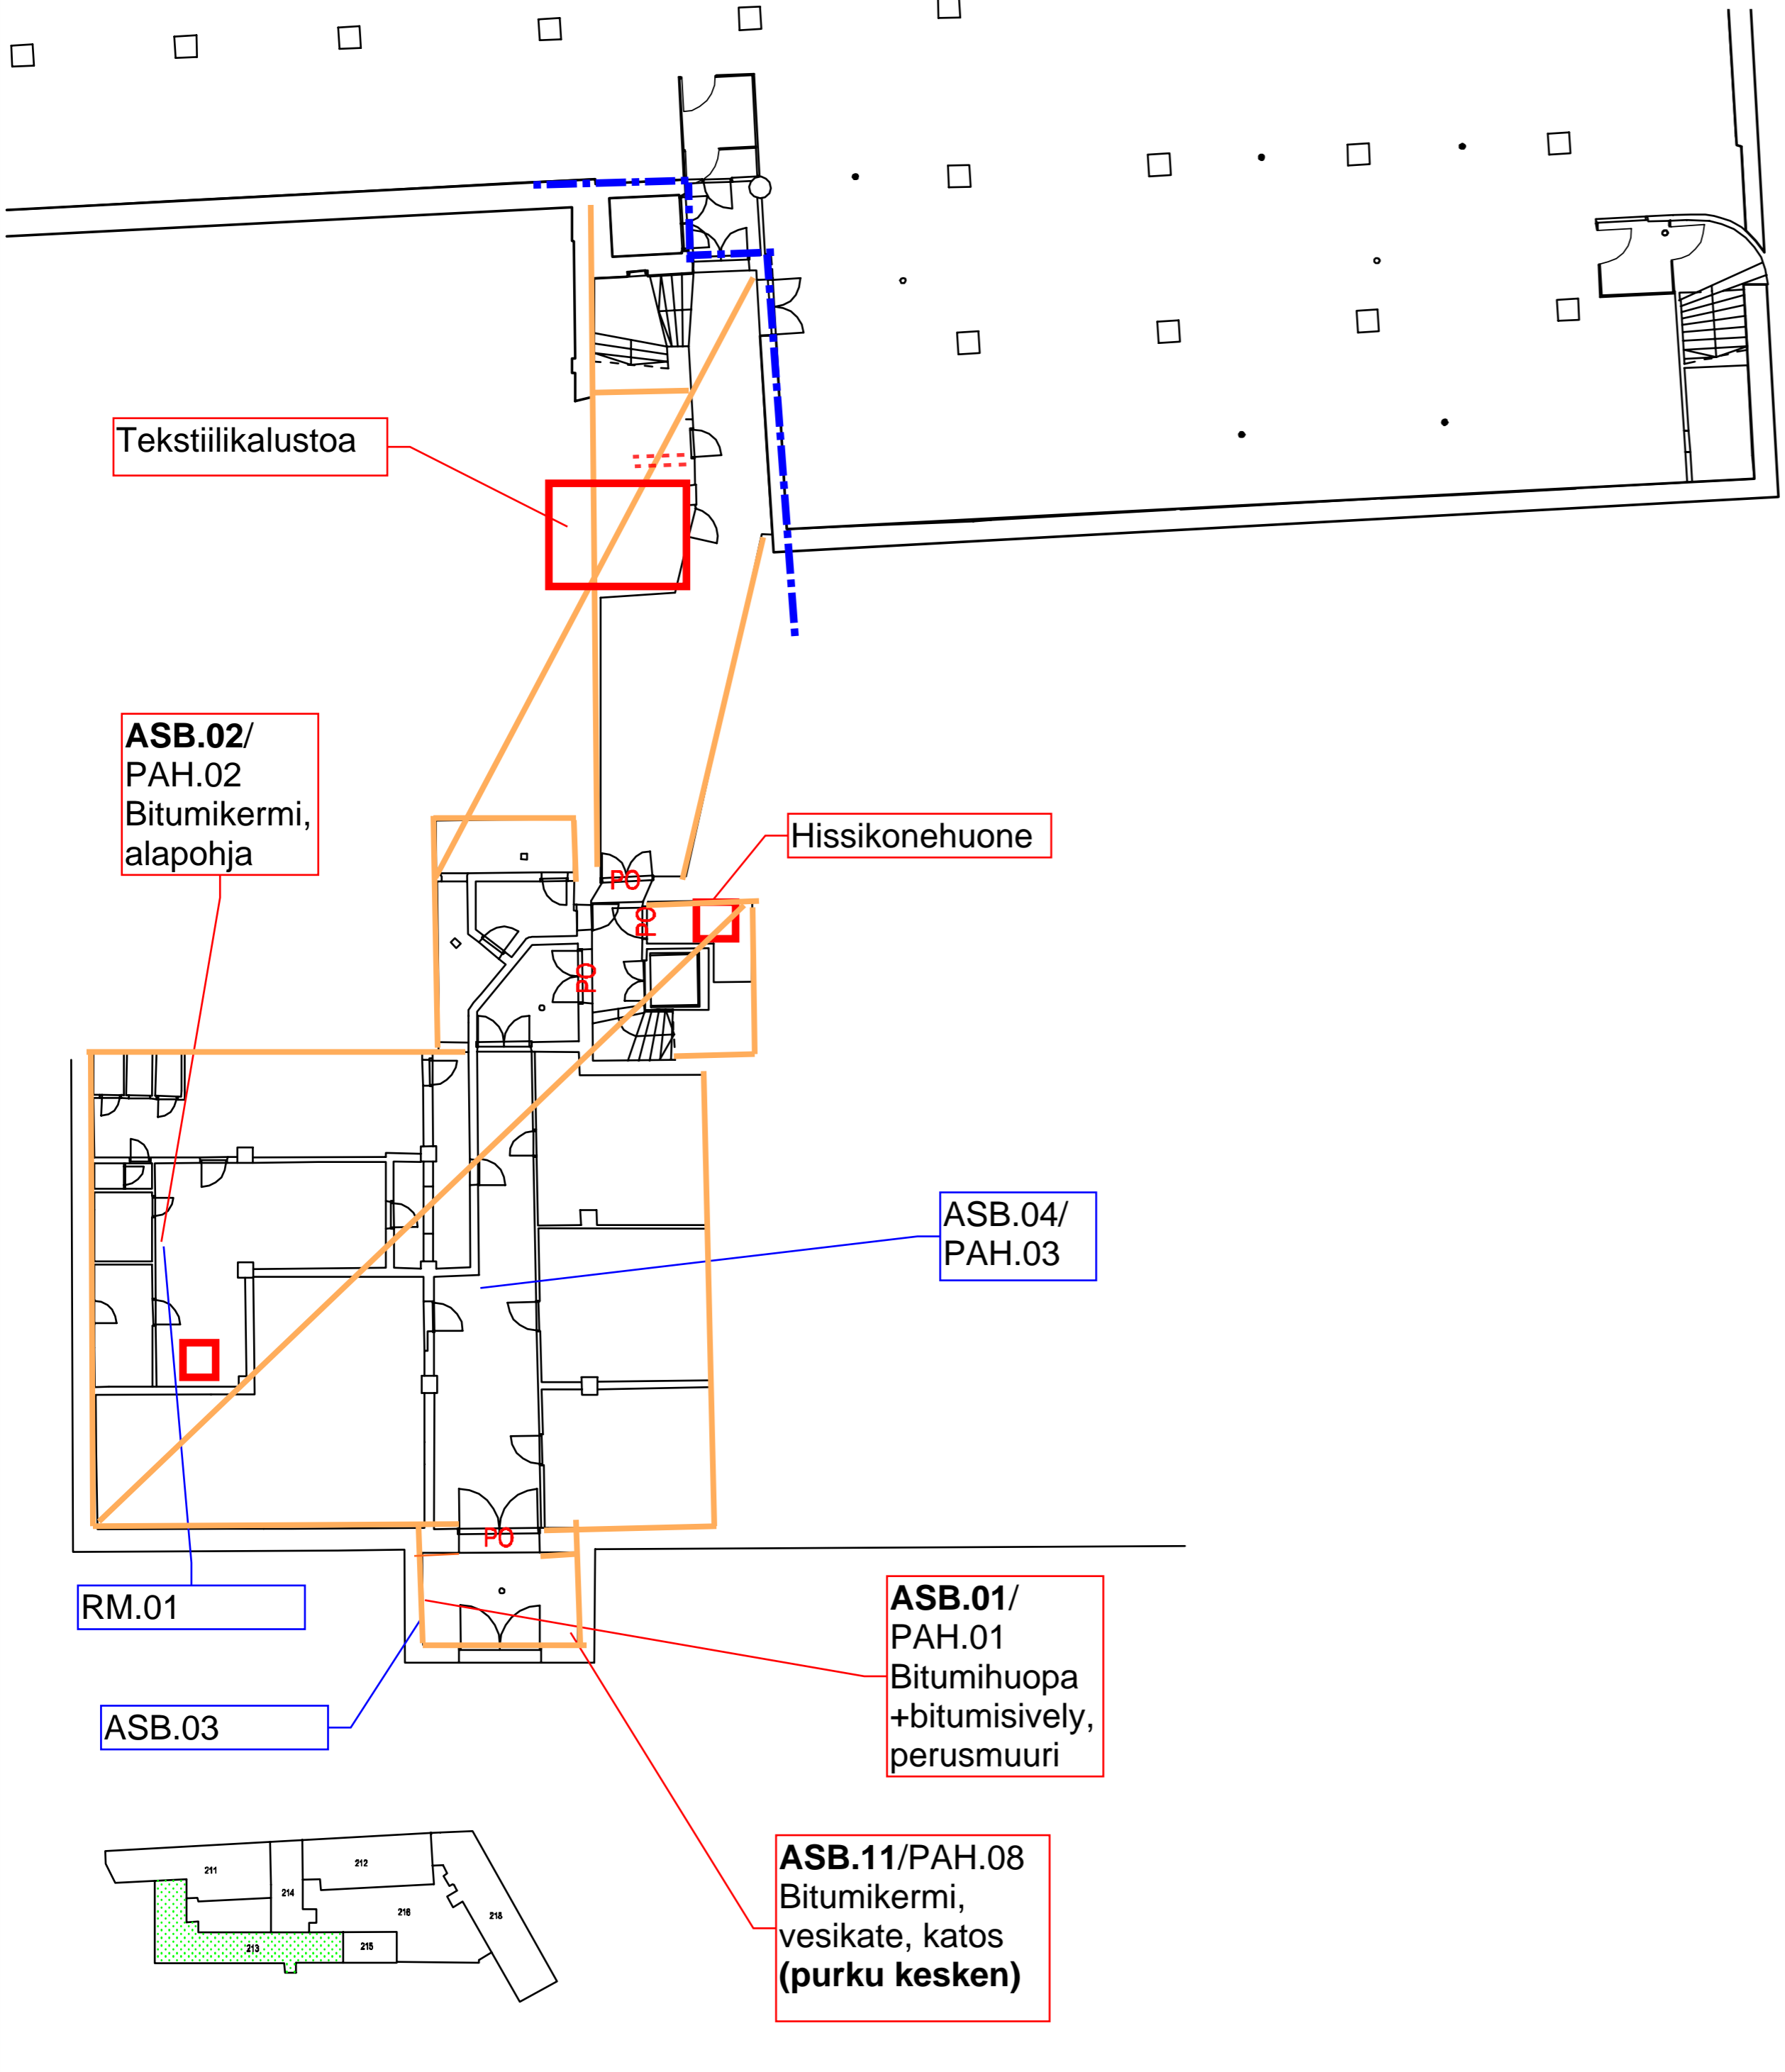 Tekstiilikalustoa
ASB.02/
PAH.02
Bitumikermi,
alapohja
Hissikonehuone
PO
PO
PO
ASB.04/
PAH.03
PO
RM.01
ASB.01/
PAH.01
Bitumihuopa
+bitumisively,
perusmuuri
ASB.03
ASB.11/PAH.08
Bitumikermi,
vesikate, katos
(purku kesken)
211
212
214
216
218
213
215